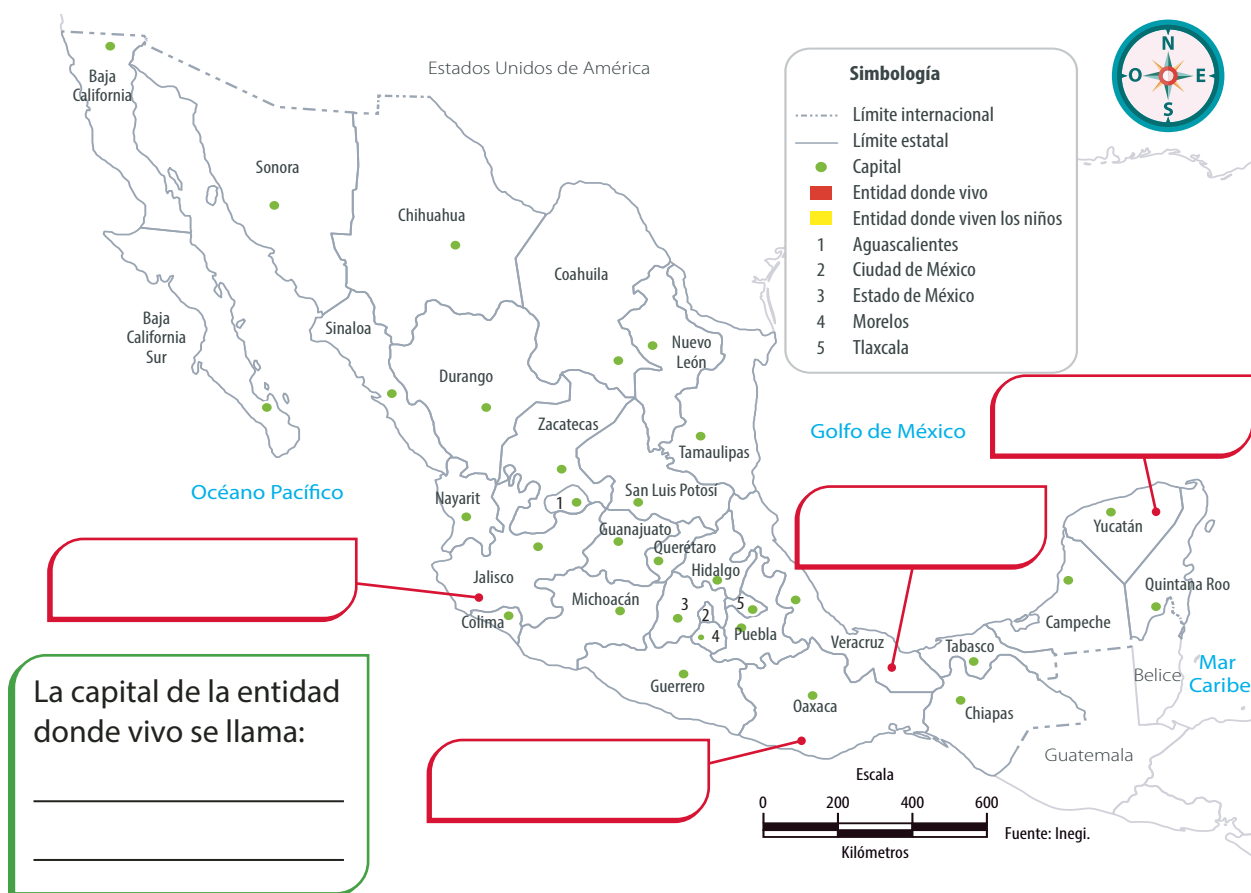 Estados Unidos de América
N
O
E
S
Simbología
Límite internacional
Límite estatal
Capital
Entidad donde vivo
Entidad donde viven los niños
1 Aguascalientes
2 Ciudad de México
3 Estado de México
4 Morelos
5 Tlaxcala
Baja
California
Sonora
Chihuahua
Coahuila
Baja
California
Sur
Sinaloa
Nuevo
León
Durango
Zacatecas
Tamaulipas
Golfo de México
Océano Pacífico
Nayarit
1
San Luis Potosí
Guanajuato
Querétaro
Hidalgo
Yucatán
Jalisco
Michoacán
Colima
3
2
5
4
Puebla
Quintana Roo
Campeche
Veracruz
Tabasco
Belice
Mar
Caribe
Guerrero
Oaxaca
Chiapas
Guatemala
La capital de la entidad
donde vivo se llama:
Escala
0 200 400 600
Kilómetros
Fuente: Inegi.